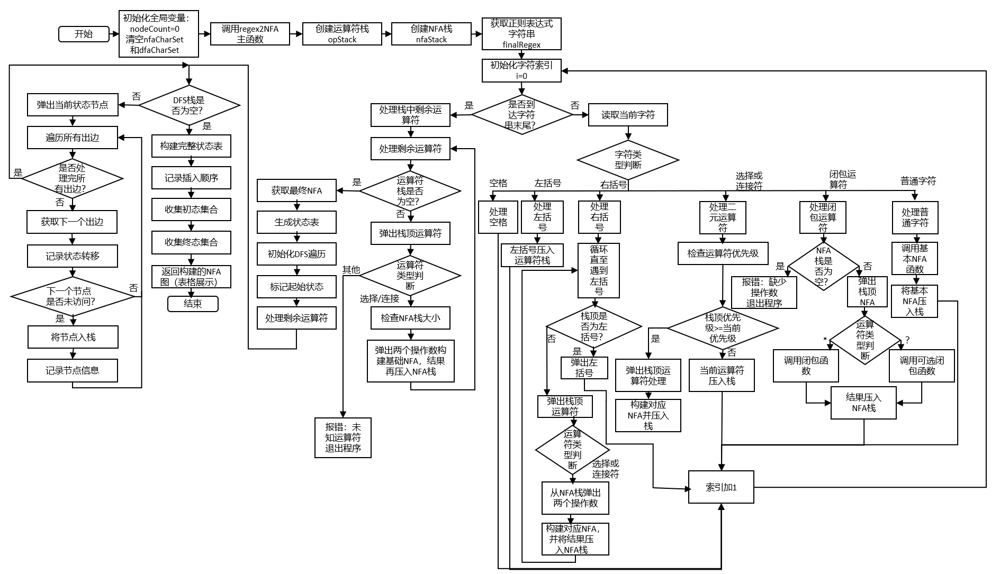 开始
初始化全局变量：
nodeCount=0
清空nfaCharSet
和dfaCharSet
调用regex2NFA
主函数
创建运算符栈
opStack
创建NFA栈
nfaStack
获取正则表达式
字符串
finalRegex
初始化字符索引
i=0
是否到
达字符
串末尾？
是
否
处理栈中剩余运
算符
处理剩余运算符
运算符
栈是否
为空？
是
否
弹出栈顶运算符
运算符
类型判
断
其他
选择/连接
检查NFA栈大小
弹出两个操作数构
建基础NFA，结果
再压入NFA栈
报错：未
知运算符
退出程序
获取最终NFA
生成状态表
初始化DFS遍历
标记起始状态
处理剩余运算符
DFS栈是
否为空？
否
是
弹出当前状态节点
遍历所有出边
是否处
理完所
有出边？
是
否
获取下一个出边
记录状态转移
下一个节点
是否未访问？
否
是
将节点入栈
记录节点信息
构建完整状态表
记录插入顺序
收集初态集合
收集终态集合
返回构建的NFA
图（表格展示）
结束
读取当前字符
字符类
型判断
空格
左括号
右括号
选择或
连接符
闭包运
算符
普通字符
处理
空格
处理
左括
号
左括号压入
运算符栈
处理
右括
号
循环
直至
遇到
左括
号
栈顶是
否为左
括号？
否
是
弹出左
括号
弹出栈顶
运算符
运算
符类
型判
断
选择或
连接符
从NFA栈弹出
两个操作数
构建对应NFA，
并将结果压
入NFA栈
处理二
元运算
符
检查运算符优先级
栈顶优先
级>=当前
优先级
是
否
弹出栈顶运
算符处理
构建对应
NFA并压入
栈
当前运算符
压入栈
处理闭
包运算
符
NFA
栈是
否为
空？
是
否
报错：缺少
操作数
退出程序
弹出
栈顶
NFA
运算
符类
型判
断
*
？
调用闭包函
数
调用可选闭
包函数
结果压入
NFA栈
处理普
通字符
调用基
本NFA
函数
将基本
NFA压
入栈
索引加1